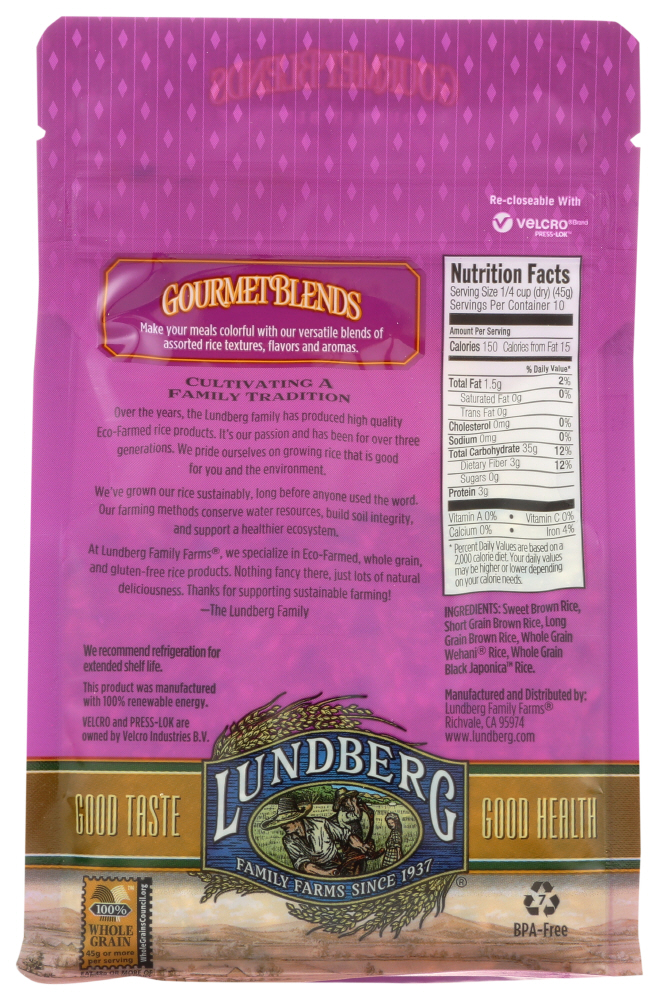 GOURMET BLENDS
Re-closeable With
VELCRO® Brand
PRESS-LOK™
GOURMET BLENDS
Make your meals colorful with our versatile blends of
assorted rice textures, flavors and aromas.
CULTIVATING A
FAMILY TRADITION
Over the years, the Lundberg family has produced high quality
Eco-Farmed rice products. It's our passion and has been for over three
generations. We pride ourselves on growing rice that is good
for you and the environment.
We've grown our rice sustainably, long before anyone used the word.
Our farming methods conserve water resources, build soil integrity,
and support a healthier ecosystem.
At Lundberg Family Farms®, we specialize in Eco-Farmed, whole grain,
and gluten-free rice products. Nothing fancy there, just lots of natural
deliciousness. Thanks for supporting sustainable farming!
—The Lundberg Family
We recommend refrigeration for
extended shelf life.
This product was manufactured
with 100% renewable energy.
VELCRO and PRESS-LOK are
owned by Velcro Industries B.V.
Nutrition Facts
Serving Size 1/4 cup (dry) (45g)
Servings Per Container 10
Amount Per Serving
Calories 150 Calories from Fat 15
% Daily Value*
Total Fat 1.5g 2%
Saturated Fat 0g 0%
Trans Fat 0g
Cholesterol 0mg 0%
Sodium 0mg 0%
Total Carbohydrate 35g 12%
Dietary Fiber 3g 12%
Sugars 0g
Protein 3g
Vitamin A 0% • Vitamin C 0%
Calcium 0% • Iron 4%
* Percent Daily Values are based on a
2,000 calorie diet. Your daily values
may be higher or lower depending
on your calorie needs.
INGREDIENTS: Sweet Brown Rice,
Short Grain Brown Rice, Long
Grain Brown Rice, Whole Grain
Wehani® Rice, Whole Grain
Black Japonica™ Rice.
Manufactured and Distributed by:
Lundberg Family Farms®
Richvale, CA 95974
www.lundberg.com
GOOD TASTE
LUNDBERG
FAMILY FARMS SINCE 1937
®
GOOD HEALTH
100%
WHOLE
GRAIN
45g or more
per serving
WholeGrainsCouncil.org
7
BPA-Free